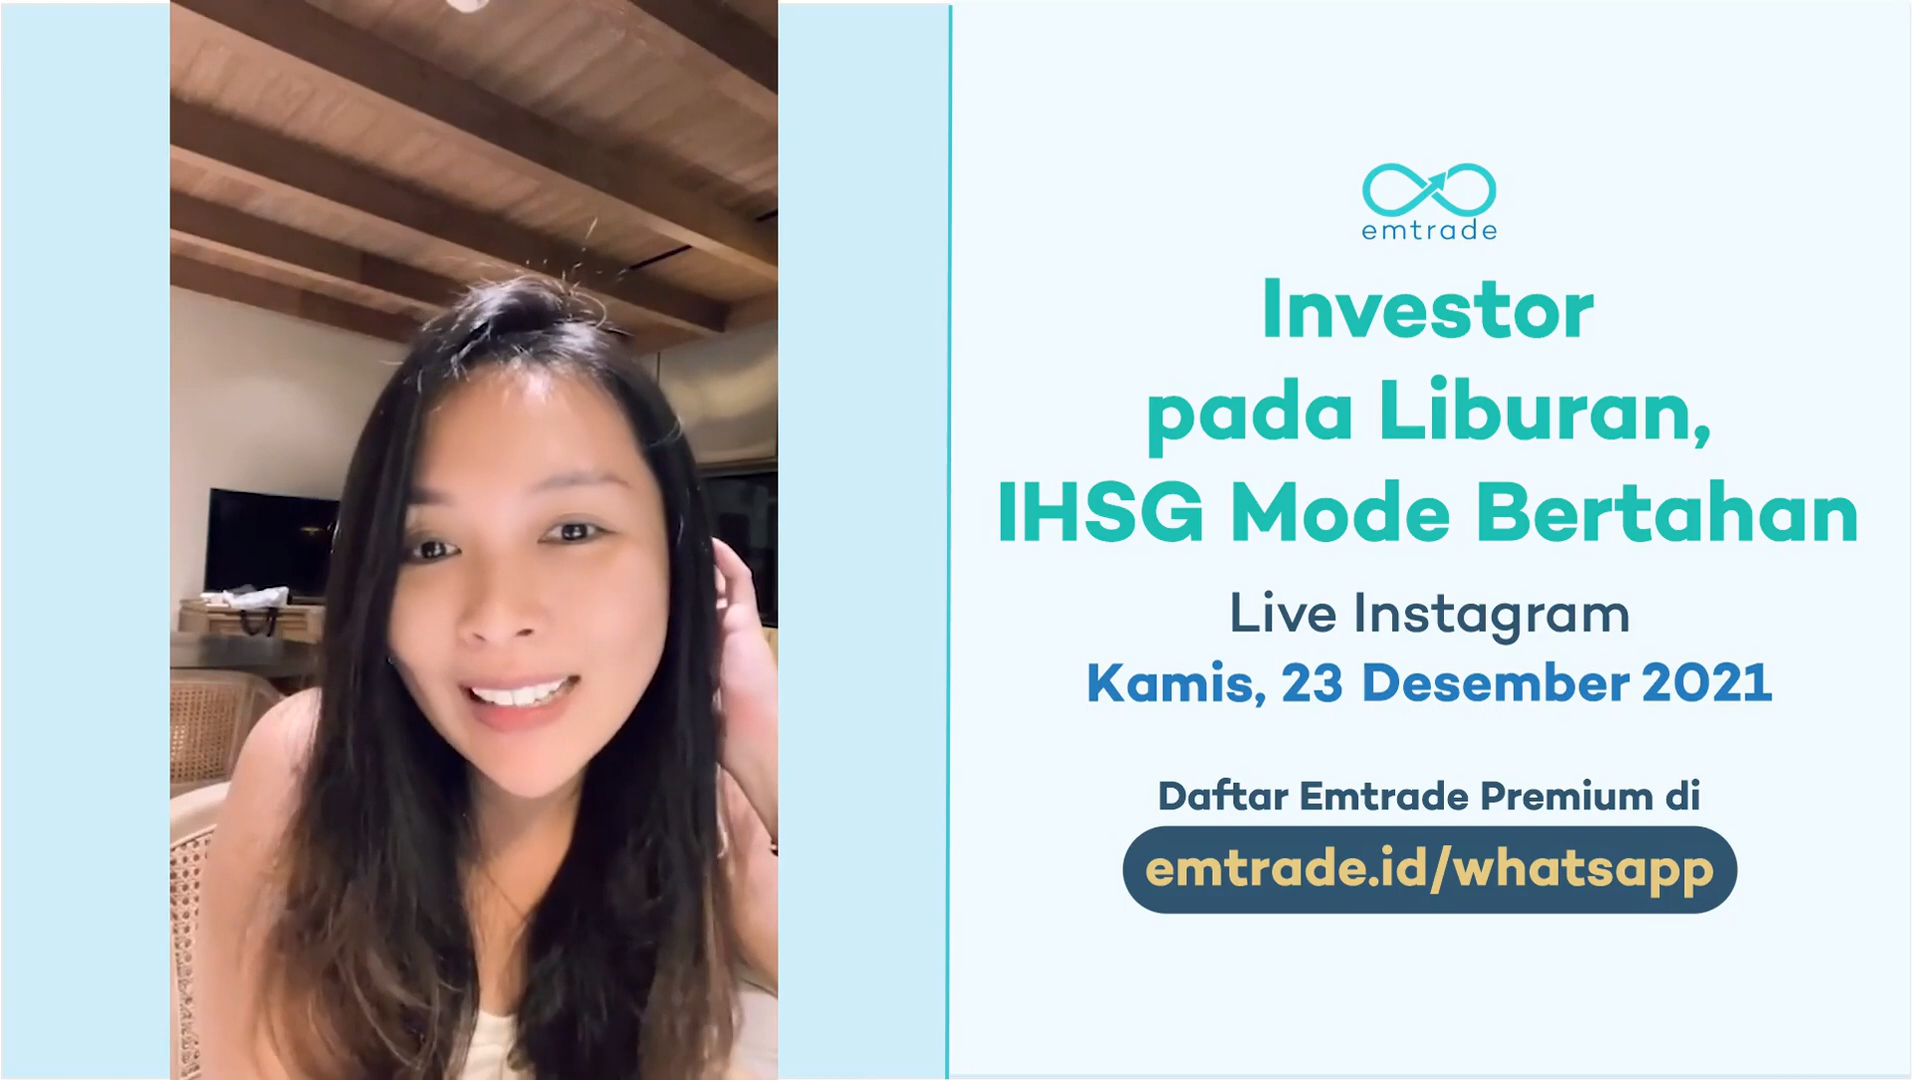 emtrade
Investor
pada Liburan,
IHSG Mode Bertahan
Live Instagram
Kamis, 23 Desember 2021
Daftar Emtrade Premium di
emtrade.id/whatsapp